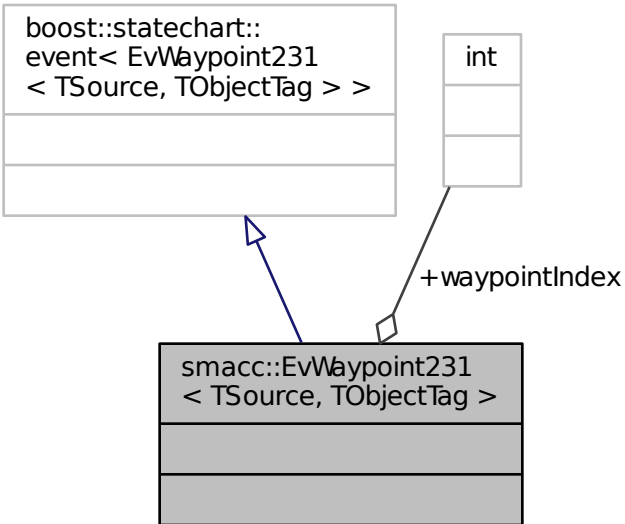 boost::statechart::
event< EvWaypoint231
< TSource, TObjectTag > >
int
+waypointIndex
smacc::EvWaypoint231
< TSource, TObjectTag >